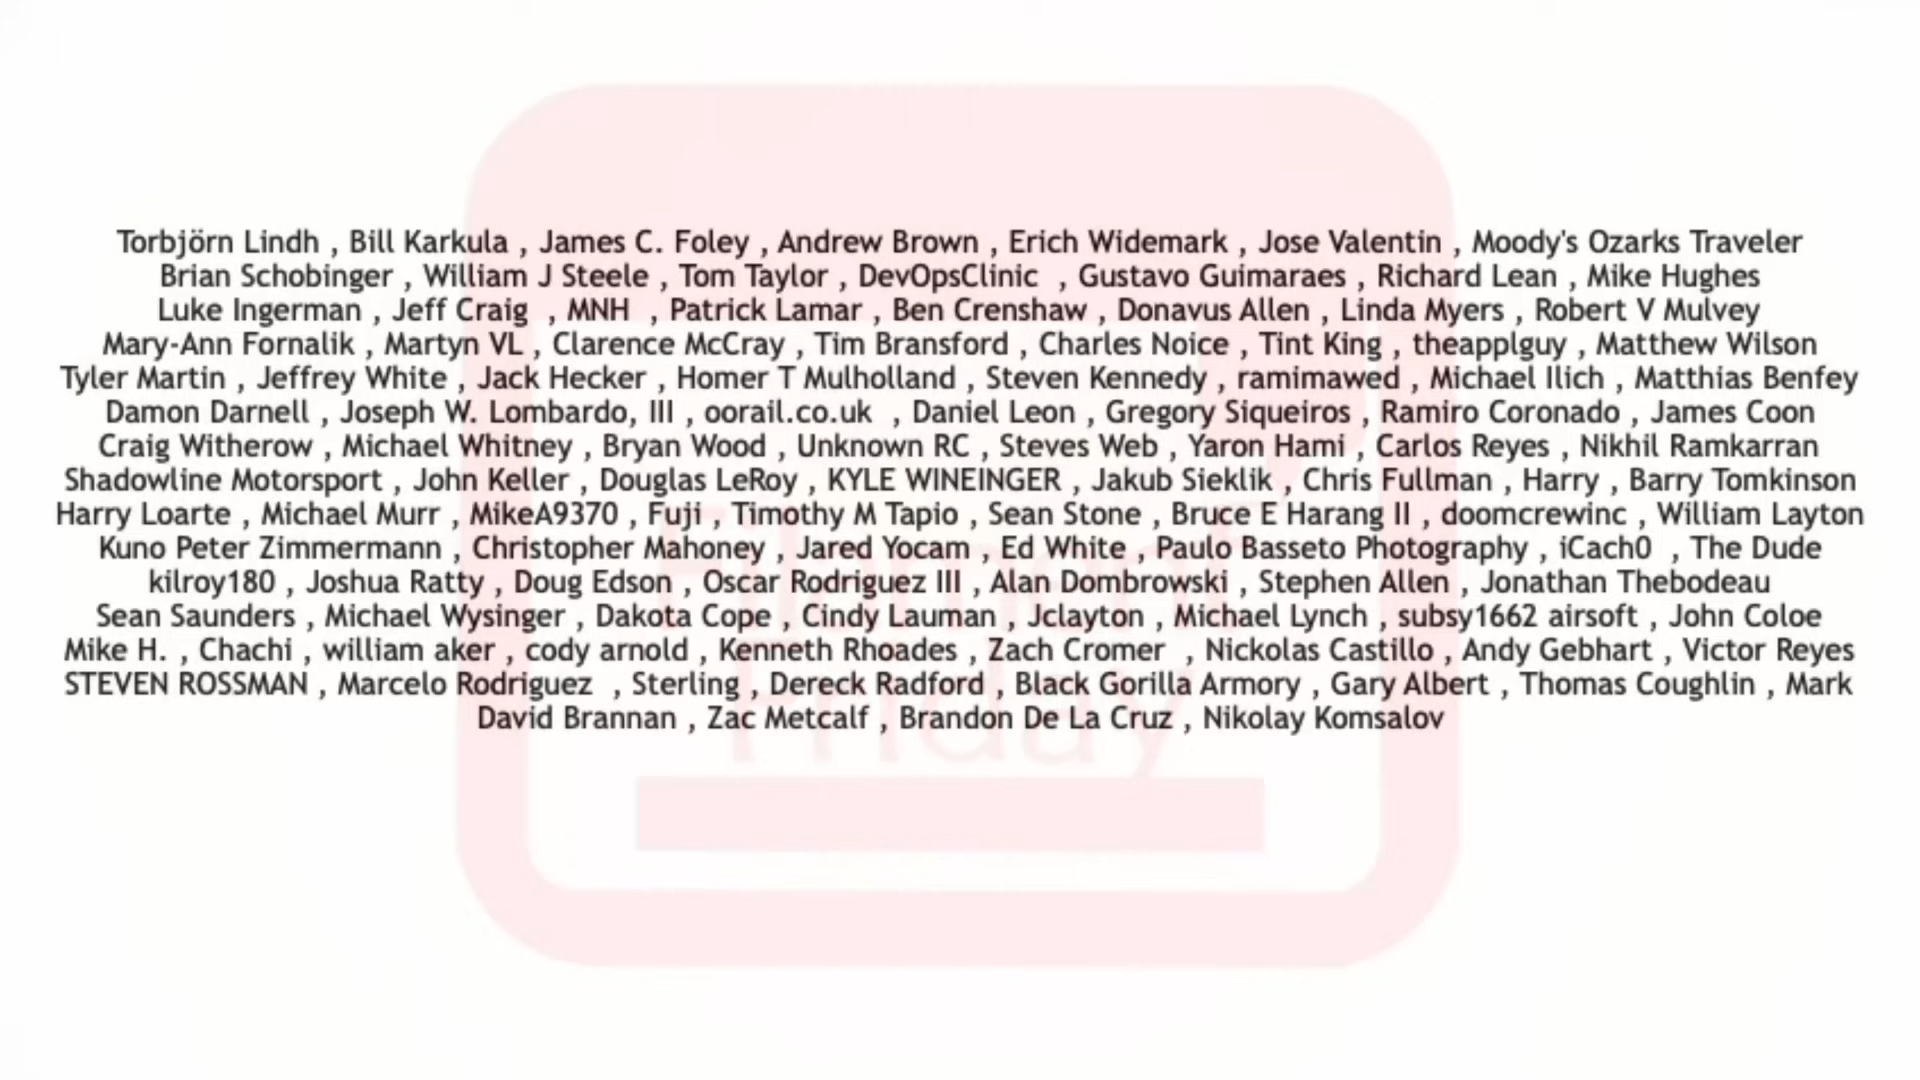 Torbjörn Lindh , Bill Karkula , James C. Foley , Andrew Brown , Erich Widemark , Jose Valentin , Moody's Ozarks Traveler
Brian Schobinger , William J Steele , Tom Taylor , DevOpsClinic , Gustavo Guimaraes , Richard Lean , Mike Hughes
Luke Ingerman , Jeff Craig , MNH , Patrick Lamar , Ben Crenshaw , Donavus Allen , Linda Myers , Robert V Mulvey
Mary-Ann Fornalik , Martyn VL , Clarence McCray , Tim Bransford , Charles Noice , Tint King , theapplguy , Matthew Wilson
Tyler Martin , Jeffrey White , Jack Hecker , Homer T Mulholland , Steven Kennedy , ramimawed , Michael Ilich , Matthias Benfey
Damon Darnell , Joseph W. Lombardo, III , oorail.co.uk , Daniel Leon , Gregory Siqueiros , Ramiro Coronado , James Coon
Craig Witherow , Michael Whitney , Bryan Wood , Unknown RC , Steves Web , Yaron Hami , Carlos Reyes , Nikhil Ramkarran
Shadowline Motorsport , John Keller , Douglas LeRoy , KYLE WINEINGER , Jakub Sieklik , Chris Fullman , Harry , Barry Tomkinson
Harry Loarte , Michael Murr , MikeA9370 , Fuji , Timothy M Tapio , Sean Stone , Bruce E Harang II , doomcrewinc , William Layton
Kuno Peter Zimmermann , Christopher Mahoney , Jared Yocam , Ed White , Paulo Basseto Photography , iCach0 , The Dude
kilroy180 , Joshua Ratty , Doug Edson , Oscar Rodriguez III , Alan Dombrowski , Stephen Allen , Jonathan Thebodeau
Sean Saunders , Michael Wysinger , Dakota Cope , Cindy Lauman , Jclayton , Michael Lynch , subsy1662 airsoft , John Coloe
Mike H. , Chachi , william aker , cody arnold , Kenneth Rhoades , Zach Cromer , Nickolas Castillo , Andy Gebhart , Victor Reyes
STEVEN ROSSMAN , Marcelo Rodriguez , Sterling , Dereck Radford , Black Gorilla Armory , Gary Albert , Thomas Coughlin , Mark
David Brannan , Zac Metcalf , Brandon De La Cruz , Nikolay Komsalov
Filament
Friday